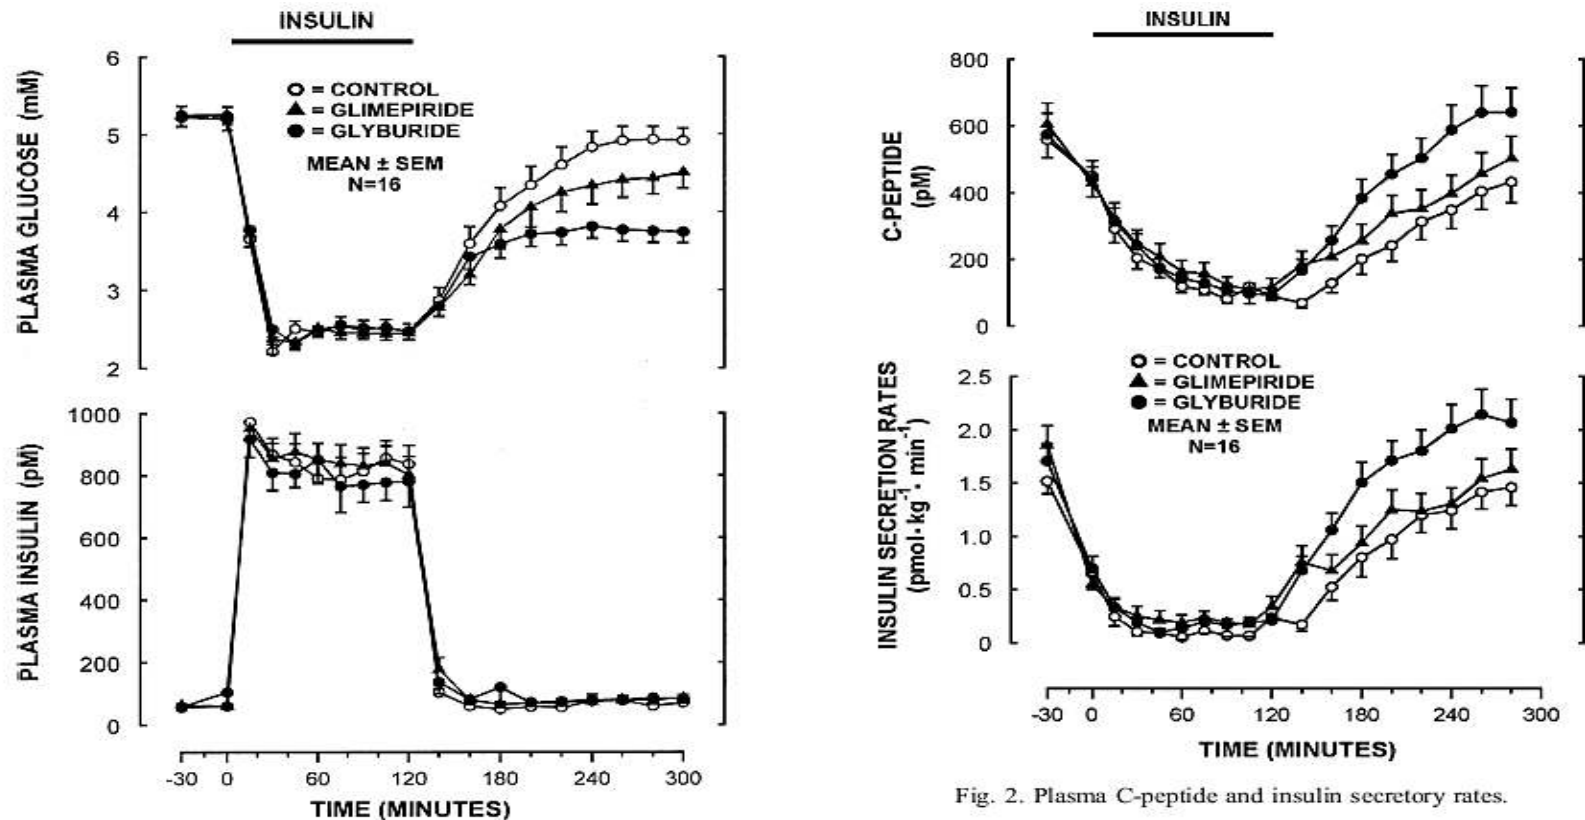 INSULIN
6
5
4
3
2
PLASMA GLUCOSE (mM)
= CONTROL
= GLIMEPIRIDE
= GLYBURIDE
MEAN ± SEM
N=16
1000
800
600
400
200
0
PLASMA INSULIN (pM)
-30 0 60 120 180 240 300
TIME (MINUTES)
INSULIN
800
600
400
200
0
C-PEPTIDE
(pM)
= CONTROL
= GLIMEPIRIDE
= GLYBURIDE
MEAN ± SEM
N=16
2.5
2.0
1.5
1.0
0.5
0
INSULIN SECRETION RATES
(pmol·kg⁻¹·min⁻¹)
-30 0 60 120 180 240 300
TIME (MINUTES)
Fig. 2. Plasma C-peptide and insulin secretory rates.